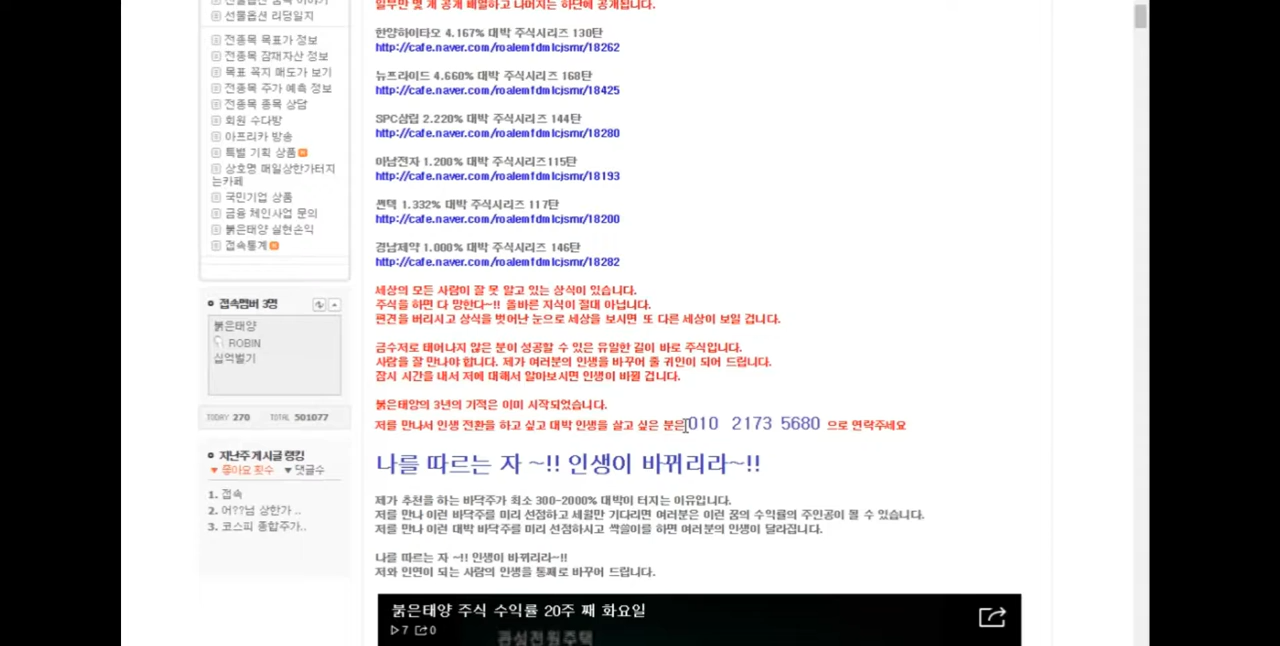 선물옵션 리딩일지
전종목 목표가 정보
전종목 잠재자산 정보
목표 꼭지 매도가 보기
전종목 주가 예측 정보
전종목 종목 상담
회원 수다방
아프리카 방송
특별 기획 상품
상호명 매일상한가터지
는카페
국민기업 상품
금융 체인사업 문의
붉은태양 실현손익
접속통계
접속멤버 3명
붉은태양
ROBIN
십억벌기
TODAY 270 TOTAL 501077
지난주 게시글 랭킹
▼ 좋아요 횟수 ▼ 댓글수
1. 접속
2. 어??님 상한가 ..
3. 코스피 종합주가..
일부만 몇 개 공개 배열하고 나머지는 하단에 공개됩니다.
한양하이타오 4.167% 대박 주식시리즈 130탄
http://cafe.naver.com/roalemfdmlcjsmr/18262
뉴프라이드 4.660% 대박 주식시리즈 168탄
http://cafe.naver.com/roalemfdmlcjsmr/18425
SPC삼립 2.220% 대박 주식시리즈 144탄
http://cafe.naver.com/roalemfdmlcjsmr/18280
아남전자 1.200% 대박 주식시리즈115탄
http://cafe.naver.com/roalemfdmlcjsmr/18193
쎈텍 1.332% 대박 주식시리즈 117탄
http://cafe.naver.com/roalemfdmlcjsmr/18200
경남제약 1.000% 대박 주식시리즈 146탄
http://cafe.naver.com/roalemfdmlcjsmr/18282
세상의 모든 사람이 잘 못 알고 있는 상식이 있습니다.
주식을 하면 다 망한다~!! 올바른 지식이 절대 아닙니다.
편견을 버리시고 상식을 벗어난 눈으로 세상을 보시면 또 다른 세상이 보일 겁니다.
금수저로 태어나지 않은 분이 성공할 수 있은 유일한 길이 바로 주식입니다.
사람을 잘 만나야 합니다. 제가 여러분의 인생을 바꾸어 줄 귀인이 되어 드립니다.
잠시 시간을 내서 저에 대해서 알아보시면 인생이 바뀔 겁니다.
붉은태양의 3년의 기적은 이미 시작되었습니다.
저를 만나서 인생 전환을 하고 싶고 대박 인생을 살고 싶은 분은 010 2173 5680 으로 연락주세요
나를 따르는 자 ~!! 인생이 바뀌리라~!!
제가 추천을 하는 바닥주가 최소 300-2000% 대박이 터지는 이유입니다.
저를 만나 이런 바닥주를 미리 선점하고 세월만 기다리면 여러분은 이런 꿈의 수익률의 주인공이 될 수 있습니다.
저를 만나 이런 대박 바닥주를 미리 선점하시고 싹쓸이를 하면 여러분의 인생이 달라집니다.
나를 따르는 자 ~!! 인생이 바뀌리라~!!
저와 인연이 되는 사람의 인생을 통째로 바꾸어 드립니다.
붉은태양 주식 수익률 20주 째 화요일
7 0